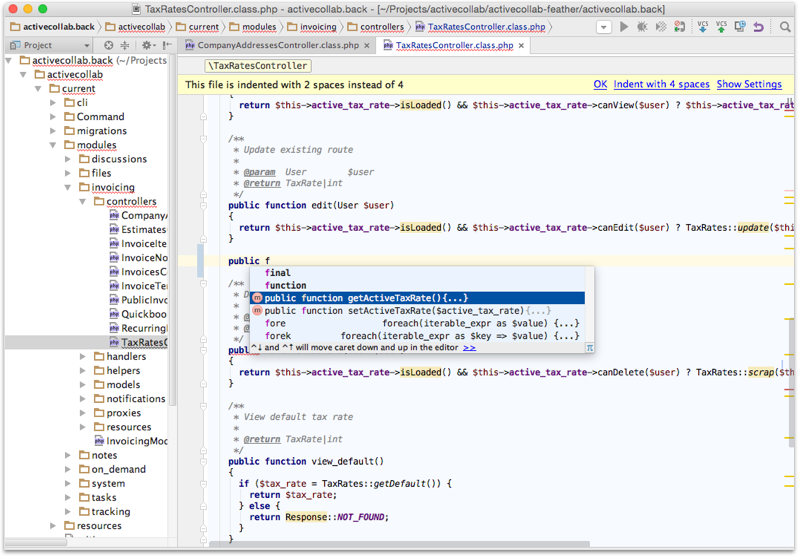 TaxRatesController.class.php - activecollab.back - [~/Projects/activecollab/activecollab-feather/activecollab.back]
activecollab.back (~/Projects/ activecollab current modules invoicing controllers TaxRatesController.class.php
VCS VCS
Project
CompanyAddressesController.class.php
TaxRatesController.class.php
activecollab.back (~/Projects
activecollab
current
cli
Command
migrations
modules
discussions
files
invoicing
controllers
CompanyA
Estimates
InvoiceIte
InvoiceNo
InvoicesC
InvoiceTe
PublicInvo
Quickboo
RecurringI
TaxRatesC
handlers
helpers
models
notifications
proxies
resources
InvoicingMod
notes
on_demand
system
tasks
tracking
resources
\TaxRatesController
This file is indented with 2 spaces instead of 4 OK Indent with 4 spaces Show Settings
{
return $this->active_tax_rate->isLoaded() && $this->active_tax_rate->canView($user) ? $this->active_tax_rat
}
/**
* Update existing route
*
* @param User $user
* @return TaxRate|int
*/
public function edit(User $user)
{
return $this->active_tax_rate->isLoaded() && $this->active_tax_rate->canEdit($user) ? TaxRates::update($thi
}
public f
final
function
public function getActiveTaxRate(){...}
public function setActiveTaxRate($active_tax_rate){...}
fore foreach(iterable_expr as $value) {...}
forek foreach(iterable_expr as $key => $value) {...}
^↓ and ^↑ will move caret down and up in the editor >> π
/**
* D
*
* @
* @
*/
public
{
return $this->active_tax_rate->isLoaded() && $this->active_tax_rate->canDelete($user) ? TaxRates::scrap($th
}
/**
* View default tax rate
*
* @return TaxRate|int
*/
public function view_default()
{
if ($tax_rate = TaxRates::getDefault()) {
return $tax_rate;
} else {
return Response::NOT_FOUND;
}
}